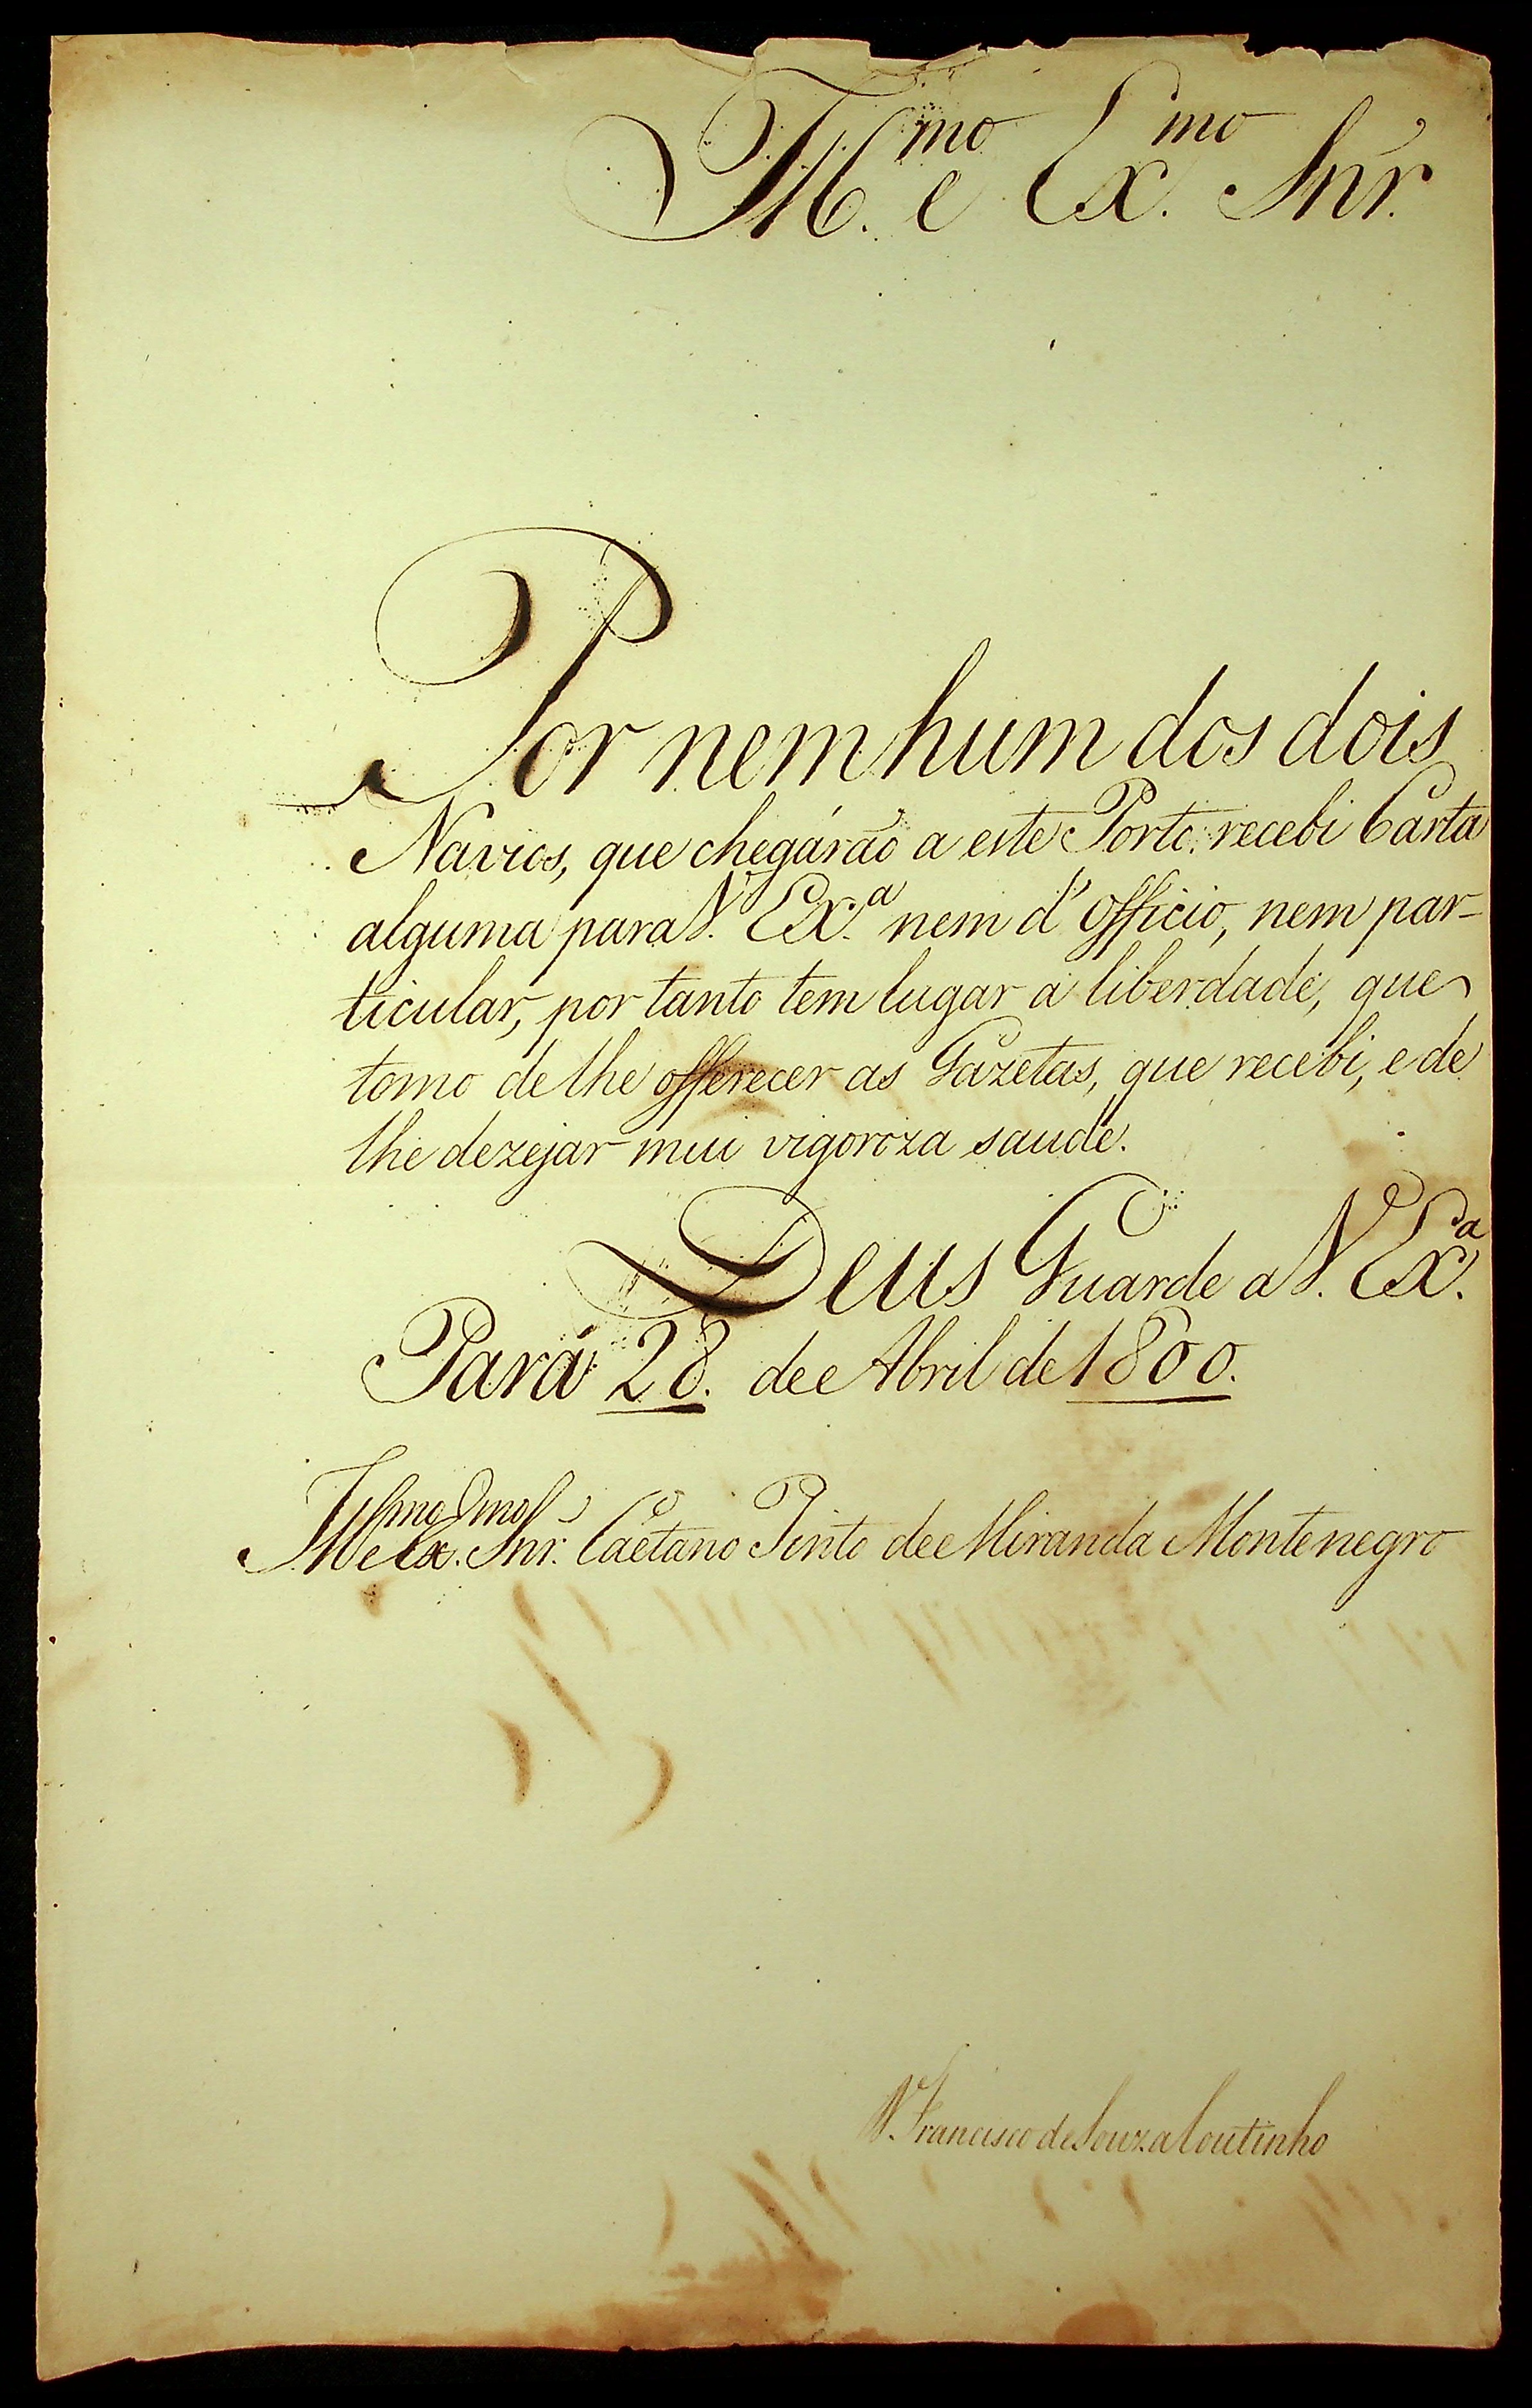 Ill.mo e Ex.mo Snr.
Por nem hum dos dois
Navios, que chegárão a este Porto recebi Carta
alguma para V. Ex.a nem d'officio, nem par-
ticular, por tanto tem lugar a liberdade, que
tomo de lhe offerecer as Gazetas, que recebi, e de
lhe dezejar mui vigoroza saude.
Deus Guarde a V. Ex.a
Pará 28. de Abril de 1800.
Ill.mo e Ex.mo Snr. Caetano Pinto de Miranda Montenegro
Francisco de Souza Coutinho